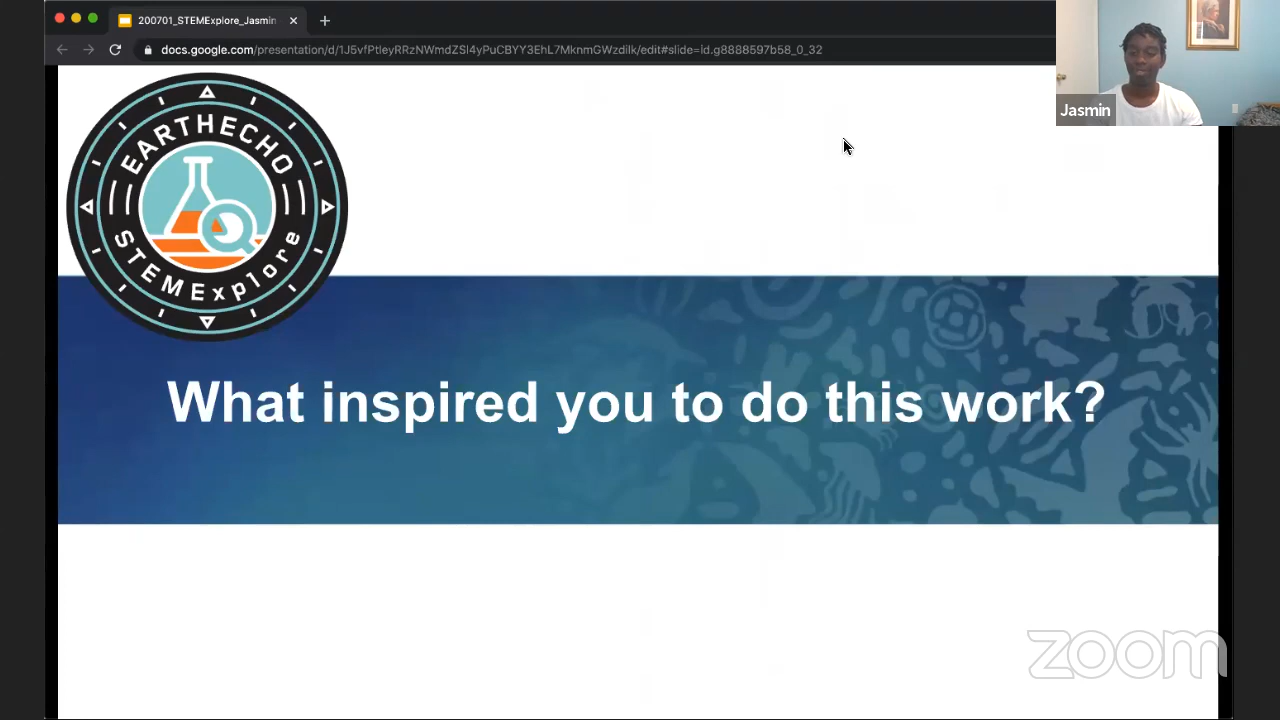 200701_STEMExplore_Jasmin
docs.google.com/presentation/d/1J5vfPtleyRRzNWmdZSl4yPuCBYY3EhL7MknmGWzdilk/edit#slide=id.g8888597b58_0_32
Jasmin
EARTHECHO
STEMExplore
What inspired you to do this work?
zoom